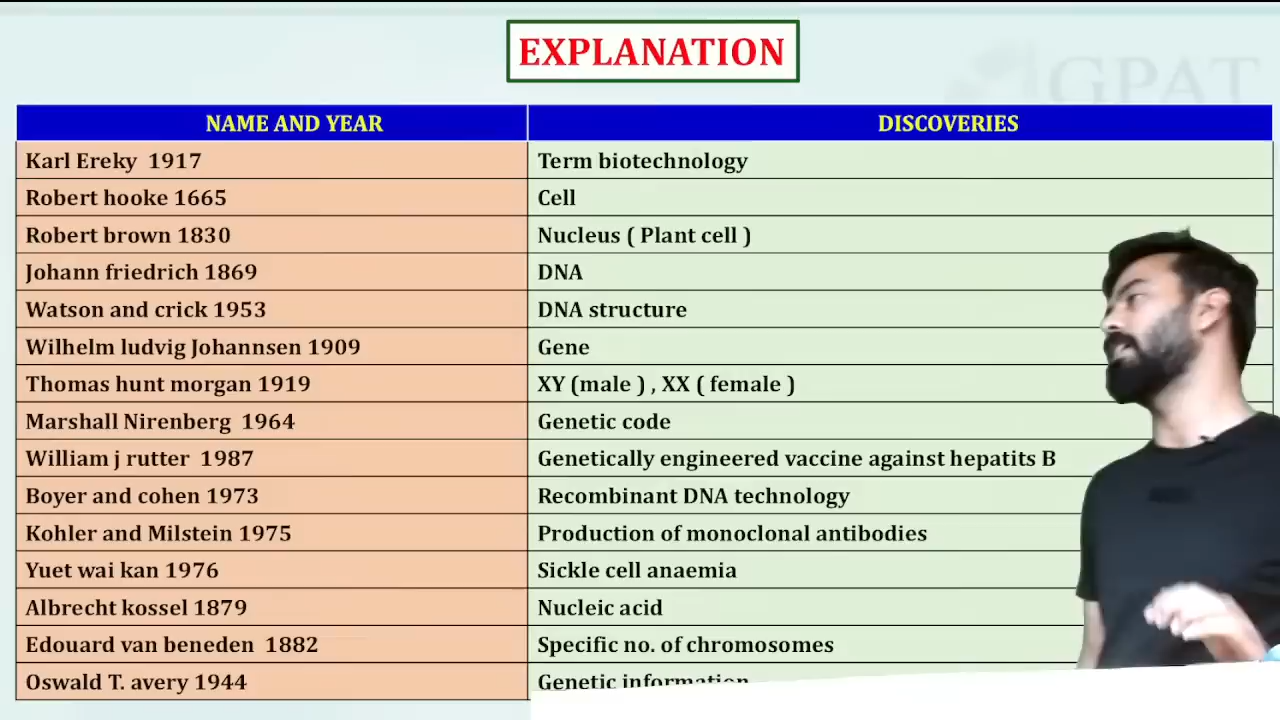 EXPLANATION
GPAT
NAME AND YEAR DISCOVERIES
Karl Ereky 1917 Term biotechnology
Robert hooke 1665 Cell
Robert brown 1830 Nucleus ( Plant cell )
Johann friedrich 1869 DNA
Watson and crick 1953 DNA structure
Wilhelm ludvig Johannsen 1909 Gene
Thomas hunt morgan 1919 XY (male ) , XX ( female )
Marshall Nirenberg 1964 Genetic code
William j rutter 1987 Genetically engineered vaccine against hepatits B
Boyer and cohen 1973 Recombinant DNA technology
Kohler and Milstein 1975 Production of monoclonal antibodies
Yuet wai kan 1976 Sickle cell anaemia
Albrecht kossel 1879 Nucleic acid
Edouard van beneden 1882 Specific no. of chromosomes
Oswald T. avery 1944 Genetic information